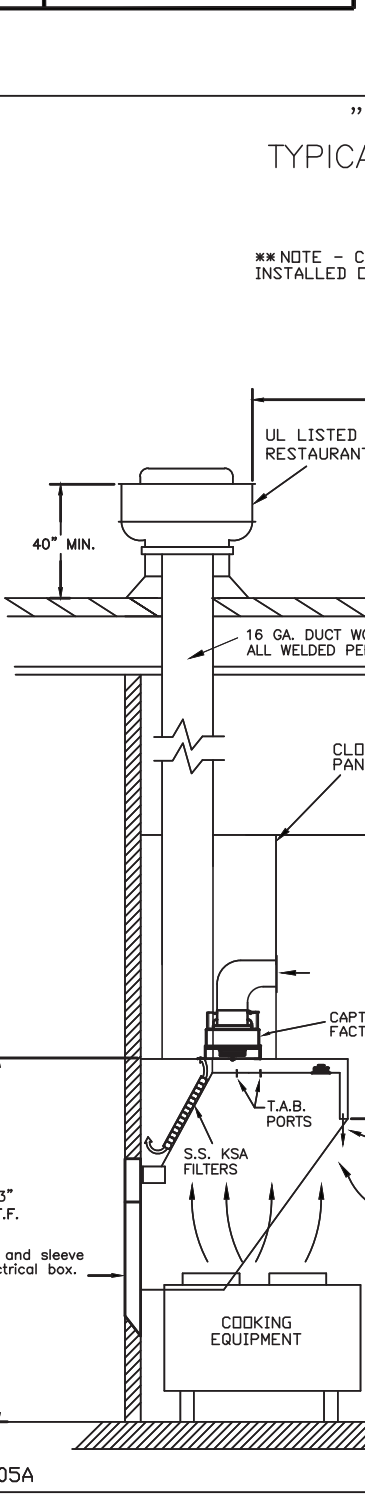 "
TYPICA
** NOTE - C
INSTALLED
UL LISTED
RESTAURANT
40" MIN.
16 GA. DUCT WO
ALL WELDED PE
CLO
PAN
CAPT
FACT
T.A.B.
PORTS
S.S. KSA
FILTERS
3"
.F.
and sleeve
ctrical box.
COOKING
EQUIPMENT
05A